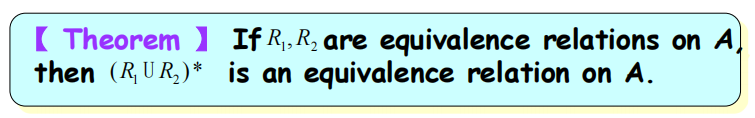 【 Theorem 】 If R₁, R₂ are equivalence relations on A,
then (R₁ ∪ R₂)* is an equivalence relation on A.